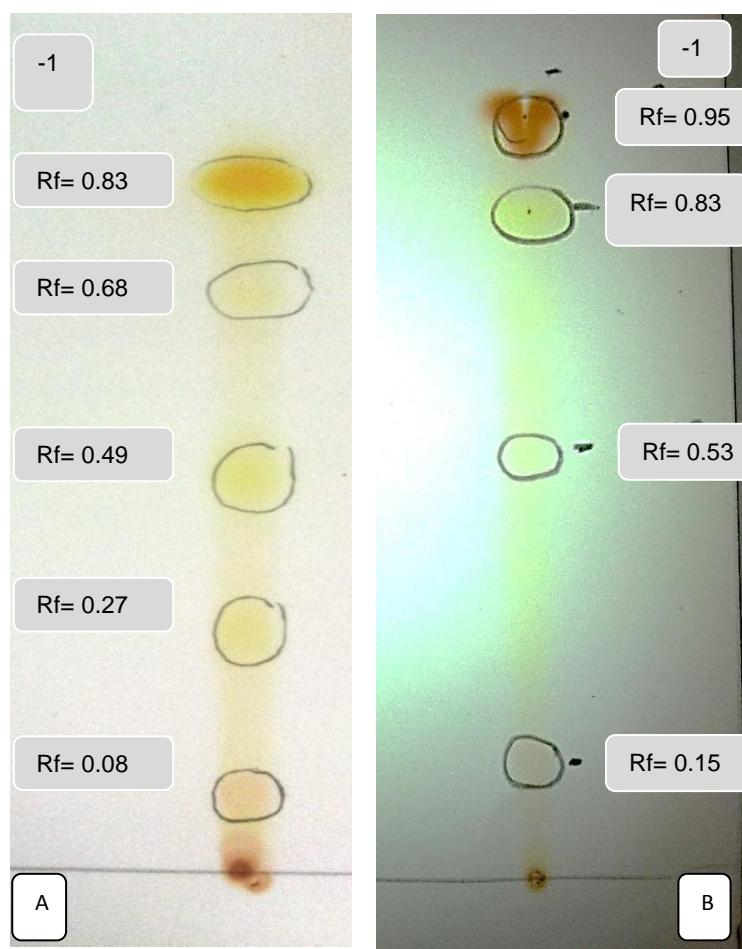 -1
Rf= 0.83
Rf= 0.68
Rf= 0.49
Rf= 0.27
Rf= 0.08
A
-1
Rf= 0.95
Rf= 0.83
Rf= 0.53
Rf= 0.15
B